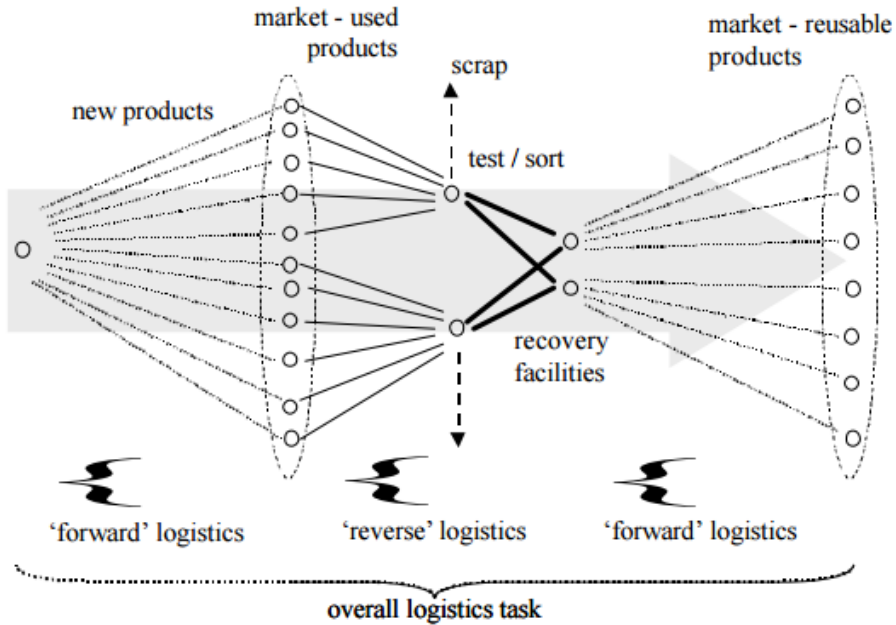 market - used
products
market - reusable
products
scrap
new products
test / sort
recovery
facilities
‘forward’ logistics
‘reverse’ logistics
‘forward’ logistics
overall logistics task